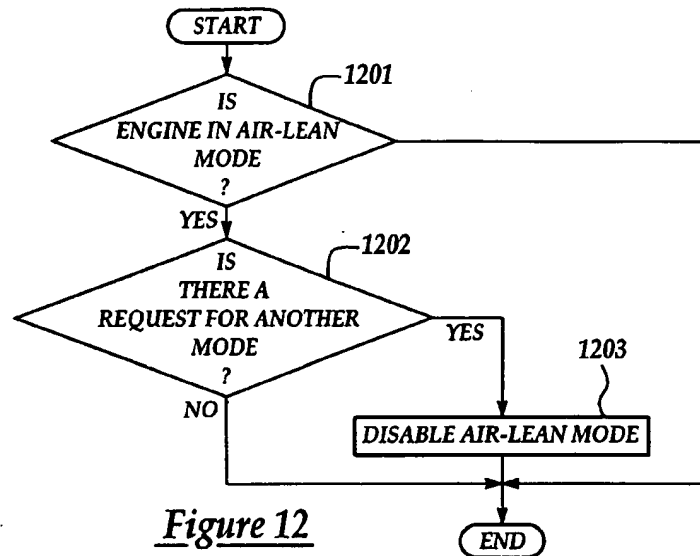 START
1201
IS
ENGINE IN AIR-LEAN
MODE
?
YES
1202
IS
THERE A
REQUEST FOR ANOTHER
MODE
?
YES
NO
1203
DISABLE AIR-LEAN MODE
Figure 12
END